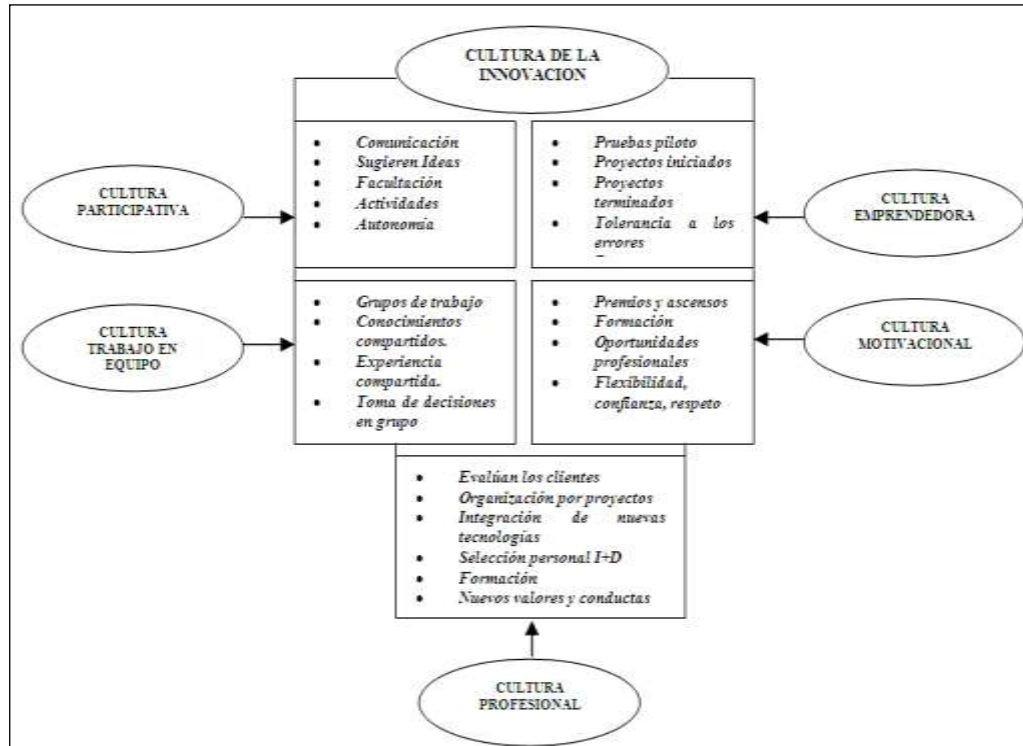 CULTURA DE LA
INNOVACION
• Comunicación
• Sugieren Ideas
• Facultación
• Actividades
• Autonomía
• Pruebas piloto
• Proyectos iniciados
• Proyectos
terminados
• Tolerancia a los
errores
CULTURA
PARTICIPATIVA
CULTURA
EMPRENDEDORA
• Grupos de trabajo
• Conocimientos
compartidos.
• Experiencia
compartida.
• Toma de decisiones
en grupo
• Premios y ascensos
• Formación
• Oportunidades
profesionales
• Flexibilidad,
confianza, respeto
CULTURA
TRABAJO EN
EQUIPO
CULTURA
MOTIVACIONAL
• Evalúan los clientes
• Organización por proyectos
• Integración de nuevas
tecnologías
• Selección personal I+D
• Formación
• Nuevos valores y conductas
CULTURA
PROFESIONAL